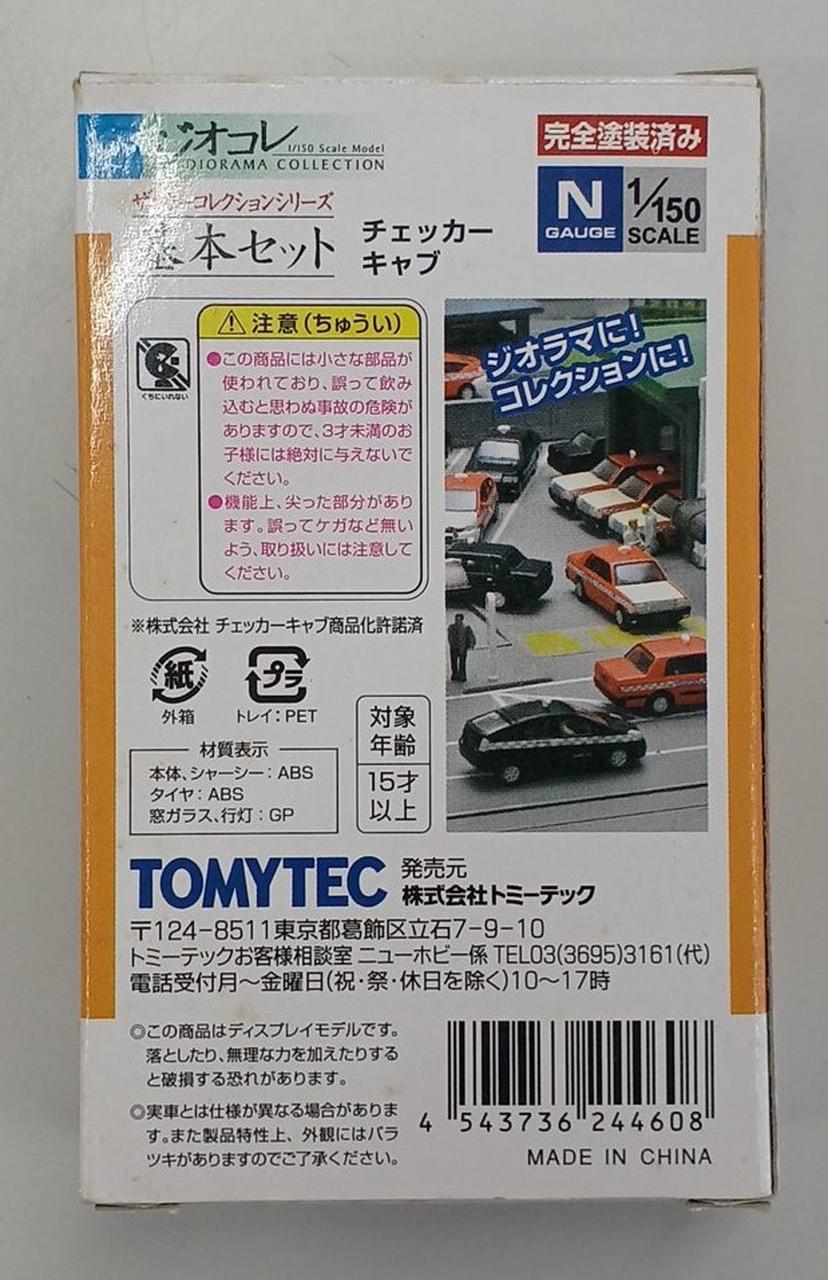 ジオコレ
1/150 Scale Model
DIORAMA COLLECTION
完全塗装済み
N
GAUGE
1/150
SCALE
コレクションシリーズ
本セット
チェッカー
キャブ
注意(ちゅうい)
くちにいれない
●この商品には小さな部品が
使われており、誤って飲み
込むと思わぬ事故の危険が
ありますので、3才未満のお
子様には絶対に与えないで
ください。
●機能上、尖った部分があり
ます。誤ってケガなど無い
よう、取り扱いには注意して
ください。
ジオラマに!
コレクションに!
※株式会社 チェッカーキャブ商品化許諾済
紙
外箱
プラ
トレイ:PET
対象
年齢
15才
以上
材質表示
本体、シャーシー:ABS
タイヤ:ABS
窓ガラス、行灯:GP
TOMYTEC
発売元
株式会社トミーテック
〒124-8511東京都葛飾区立石7-9-10
トミーテックお客様相談室 ニューホビー係 TEL03(3695)3161(代)
電話受付月〜金曜日(祝・祭・休日を除く)10〜17時
◎この商品はディスプレイモデルです。
落としたり、無理な力を加えたりする
と破損する恐れがあります。
◎実車とは仕様が異なる場合がありま
す。また製品特性上、外観にはバラ
ツキがありますのでご了承ください。
4 543736 244608
MADE IN CHINA